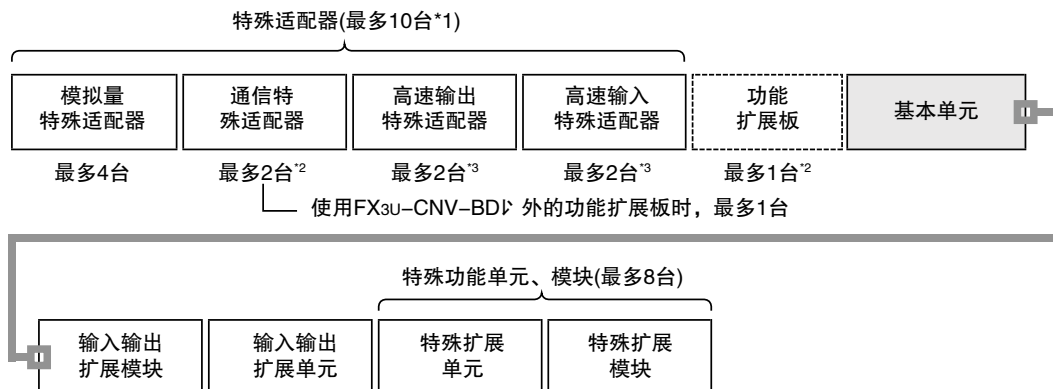 特殊适配器(最多10台*1)
模拟量
特殊适配器
通信特
殊适配器
高速输出
特殊适配器
高速输入
特殊适配器
功能
扩展板
基本单元
最多4台
最多2台*2
最多2台*3
最多2台*3
最多1台*2
使用FX3U-CNV-BD以外的功能扩展板时，最多1台
特殊功能单元、模块(最多8台)
输入输出
扩展模块
输入输出
扩展单元
特殊扩展
单元
特殊扩展
模块